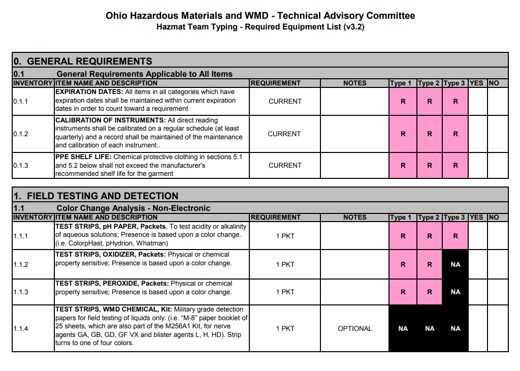 Ohio Hazardous Materials and WMD - Technical Advisory Committee
Hazmat Team Typing - Required Equipment List (v3.2)
0. GENERAL REQUIREMENTS
0.1 General Requirements Applicable to All Items
INVENTORY ITEM NAME AND DESCRIPTION REQUIREMENT NOTES Type 1 Type 2 Type 3 YES NO
EXPIRATION DATES: All items in all categories which have
0.1.1 expiration dates shall be maintained within current expiration CURRENT R R R
dates in order to count toward a requirement
CALIBRATION OF INSTRUMENTS: All direct reading
0.1.2 instruments shall be calibrated on a regular schedule (at least CURRENT R R R
quarterly) and a record shall be maintained of the maintenance
and calibration of each instrument..
PPE SHELF LIFE: Chemical protective clothing in sections 5.1
0.1.3 and 5.2 below shall not exceed the manufacturer's CURRENT R R R
recommended shelf life for the garment
1. FIELD TESTING AND DETECTION
1.1 Color Change Analysis - Non-Electronic
INVENTORY ITEM NAME AND DESCRIPTION REQUIREMENT NOTES Type 1 Type 2 Type 3 YES NO
TEST STRIPS, pH PAPER, Packets, To test acidity or alkalinity
1.1.1 of aqueous solutions; Presence is based upon a color change. 1 PKT R R R
(i.e. ColorpHast, pHydrion, Whatman)
TEST STRIPS, OXIDIZER, Packets: Physical or chemical
1.1.2 property sensitive; Presence is based upon a color change. 1 PKT R R NA
TEST STRIPS, PEROXIDE, Packets: Physical or chemical
1.1.3 property sensitive; Presence is based upon a color change. 1 PKT R R NA
TEST STRIPS, WMD CHEMICAL, Kit: Military grade detection
papers for field testing of liquids only: (i.e. "M-8" paper booklet of
1.1.4 25 sheets, which are also part of the M256A1 Kit, for nerve 1 PKT OPTIONAL NA NA NA
agents GA, GB, GD, GF VX and blister agents L, H, HD). Strip
turns to one of four colors.